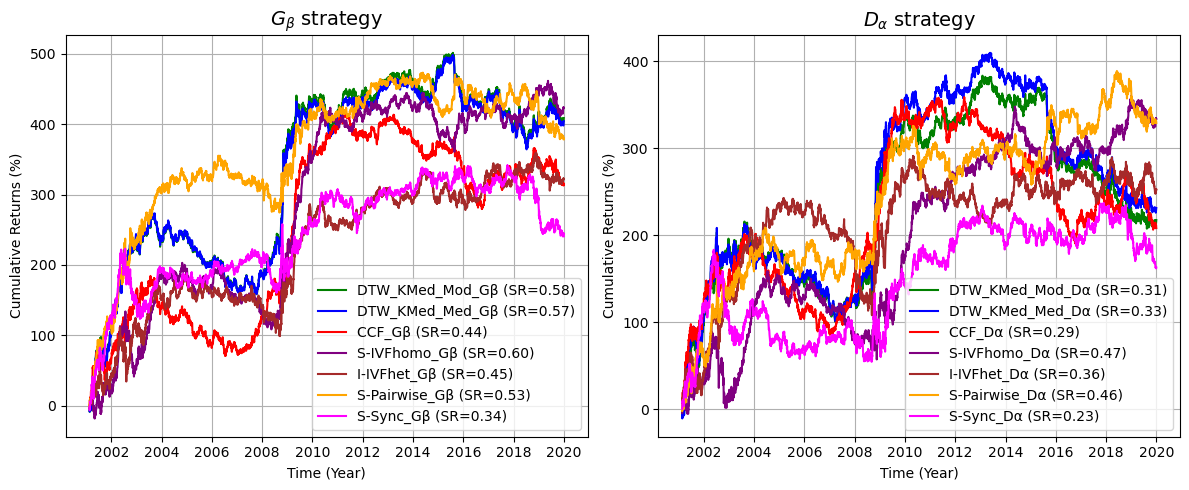 G_β strategy
Cumulative Returns (%)
500
400
300
200
100
0
2002 2004 2006 2008 2010 2012 2014 2016 2018 2020
Time (Year)
DTW_KMed_Mod_Gβ (SR=0.58)
DTW_KMed_Med_Gβ (SR=0.57)
CCF_Gβ (SR=0.44)
S-IVFhomo_Gβ (SR=0.60)
I-IVFhet_Gβ (SR=0.45)
S-Pairwise_Gβ (SR=0.53)
S-Sync_Gβ (SR=0.34)
D_α strategy
Cumulative Returns (%)
400
300
200
100
0
2002 2004 2006 2008 2010 2012 2014 2016 2018 2020
Time (Year)
DTW_KMed_Mod_Dα (SR=0.31)
DTW_KMed_Med_Dα (SR=0.33)
CCF_Dα (SR=0.29)
S-IVFhomo_Dα (SR=0.47)
I-IVFhet_Dα (SR=0.36)
S-Pairwise_Dα (SR=0.46)
S-Sync_Dα (SR=0.23)